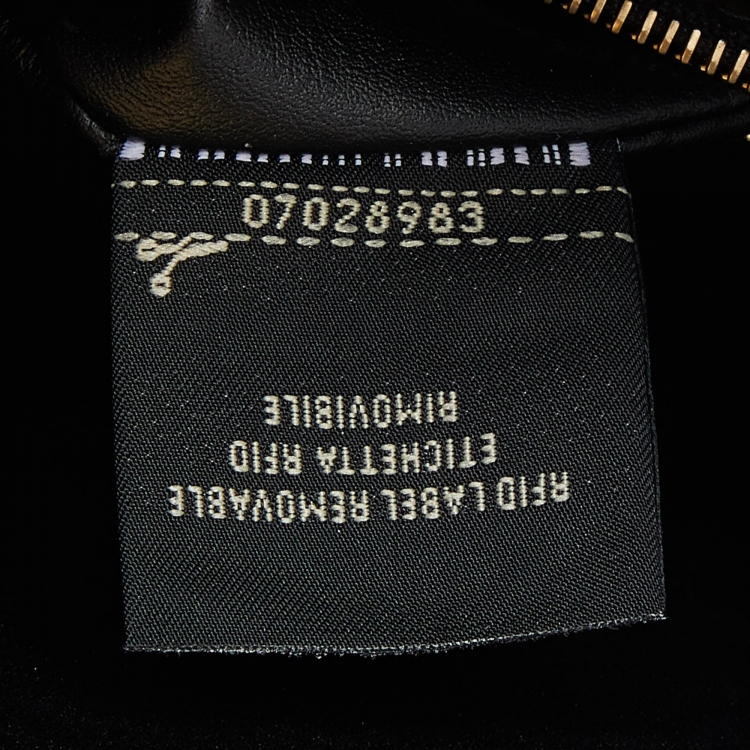 07028983
RFID LABEL REMOVABLE
ETICHETTA RFID
RIMOVIBILE